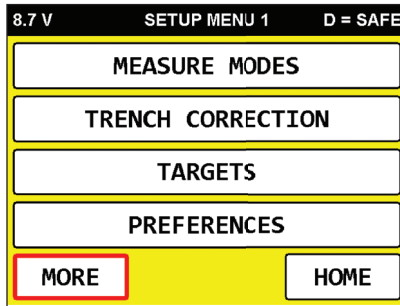 8.7 V SETUP MENU 1 D = SAFE
MEASURE MODES
TRENCH CORRECTION
TARGETS
PREFERENCES
MORE HOME